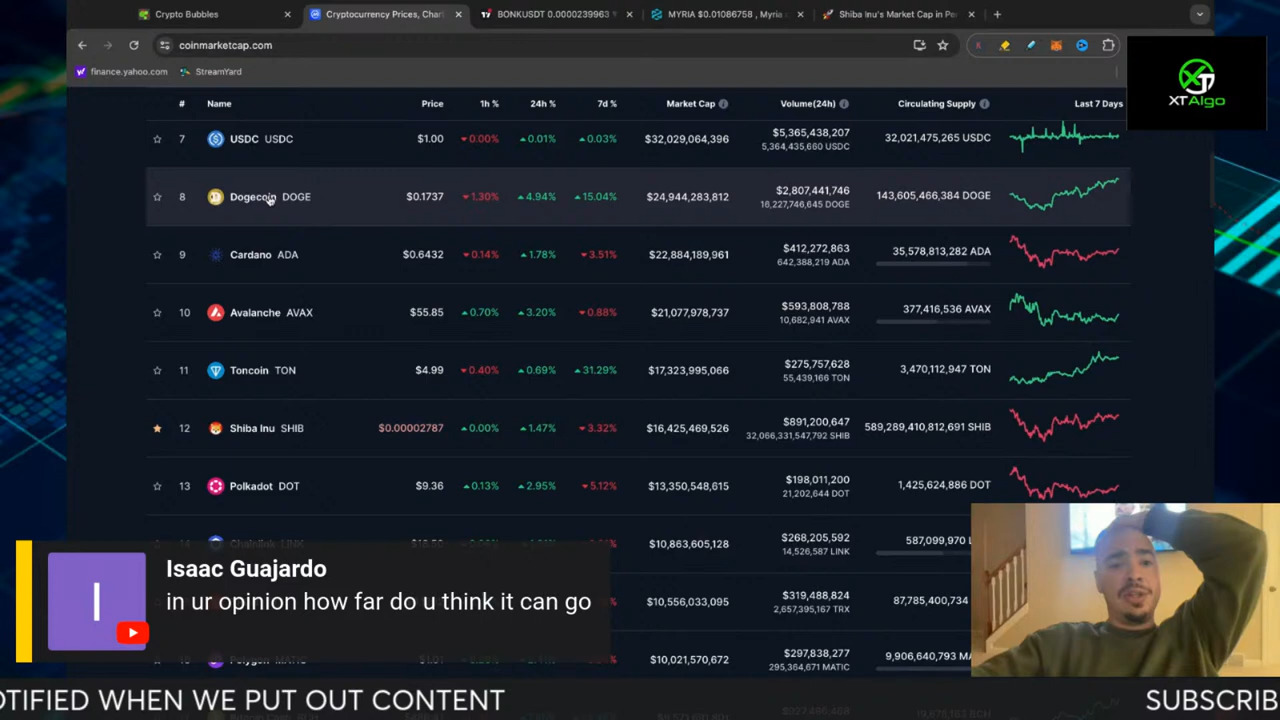 Crypto Bubbles
Cryptocurrency Prices, Char
BONKUSDT 0.0000239963
MYRIA $0.01086758 , Myria
Shiba Inu's Market Cap in Pe
coinmarketcap.com
finance.yahoo.com StreamYard
XTAlgo
# Name Price 1h % 24h % 7d % Market Cap Volume(24h) Circulating Supply Last 7 Days
7 USDC USDC $1.00 0.00% 0.01% 0.03% $32,029,064,396 $5,365,438,207 32,021,475,265 USDC
5,364,435,660 USDC
8 Dogecoin DOGE $0.1737 1.30% 4.94% 15.04% $24,944,283,812 $2,807,441,746 143,605,466,384 DOGE
16,227,746,645 DOGE
9 Cardano ADA $0.6432 0.14% 1.78% 3.51% $22,884,189,961 $412,272,863 35,578,813,282 ADA
642,388,219 ADA
10 Avalanche AVAX $55.85 0.70% 3.20% 0.88% $21,077,978,737 $593,808,788 377,416,536 AVAX
10,682,941 AVAX
11 Toncoin TON $4.99 0.40% 0.69% 31.29% $17,323,995,066 $275,757,628 3,470,112,947 TON
55,439,166 TON
12 Shiba Inu SHIB $0.00002787 0.00% 1.47% 3.32% $16,425,469,526 $891,200,647 589,289,410,812,691 SHIB
32,066,331,547,792 SHIB
13 Polkadot DOT $9.36 0.13% 2.95% 5.12% $13,350,548,615 $198,011,200 1,425,624,886 DOT
21,202,644 DOT
$10,863,605,128 $268,205,592 587,099,970
14,526,587 LINK
$10,556,033,095 $319,488,824 87,785,400,734
2,657,395,167 TRX
Polygon MATIC $10,021,570,672 $297,838,277 9,906,640,793
295,364,671 MATIC
I
Isaac Guajardo
in ur opinion how far do u think it can go
OTIFIED WHEN WE PUT OUT CONTENT SUBSCRIB